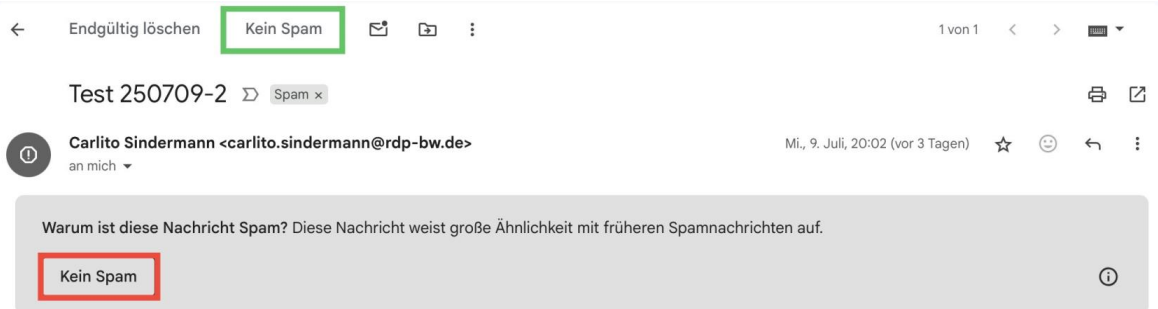 Endgültig löschen Kein Spam 1 von 1
Test 250709-2 Spam ×
Carlito Sindermann <carlito.sindermann@rdp-bw.de> Mi., 9. Juli, 20:02 (vor 3 Tagen)
an mich
Warum ist diese Nachricht Spam? Diese Nachricht weist große Ähnlichkeit mit früheren Spamnachrichten auf.
Kein Spam